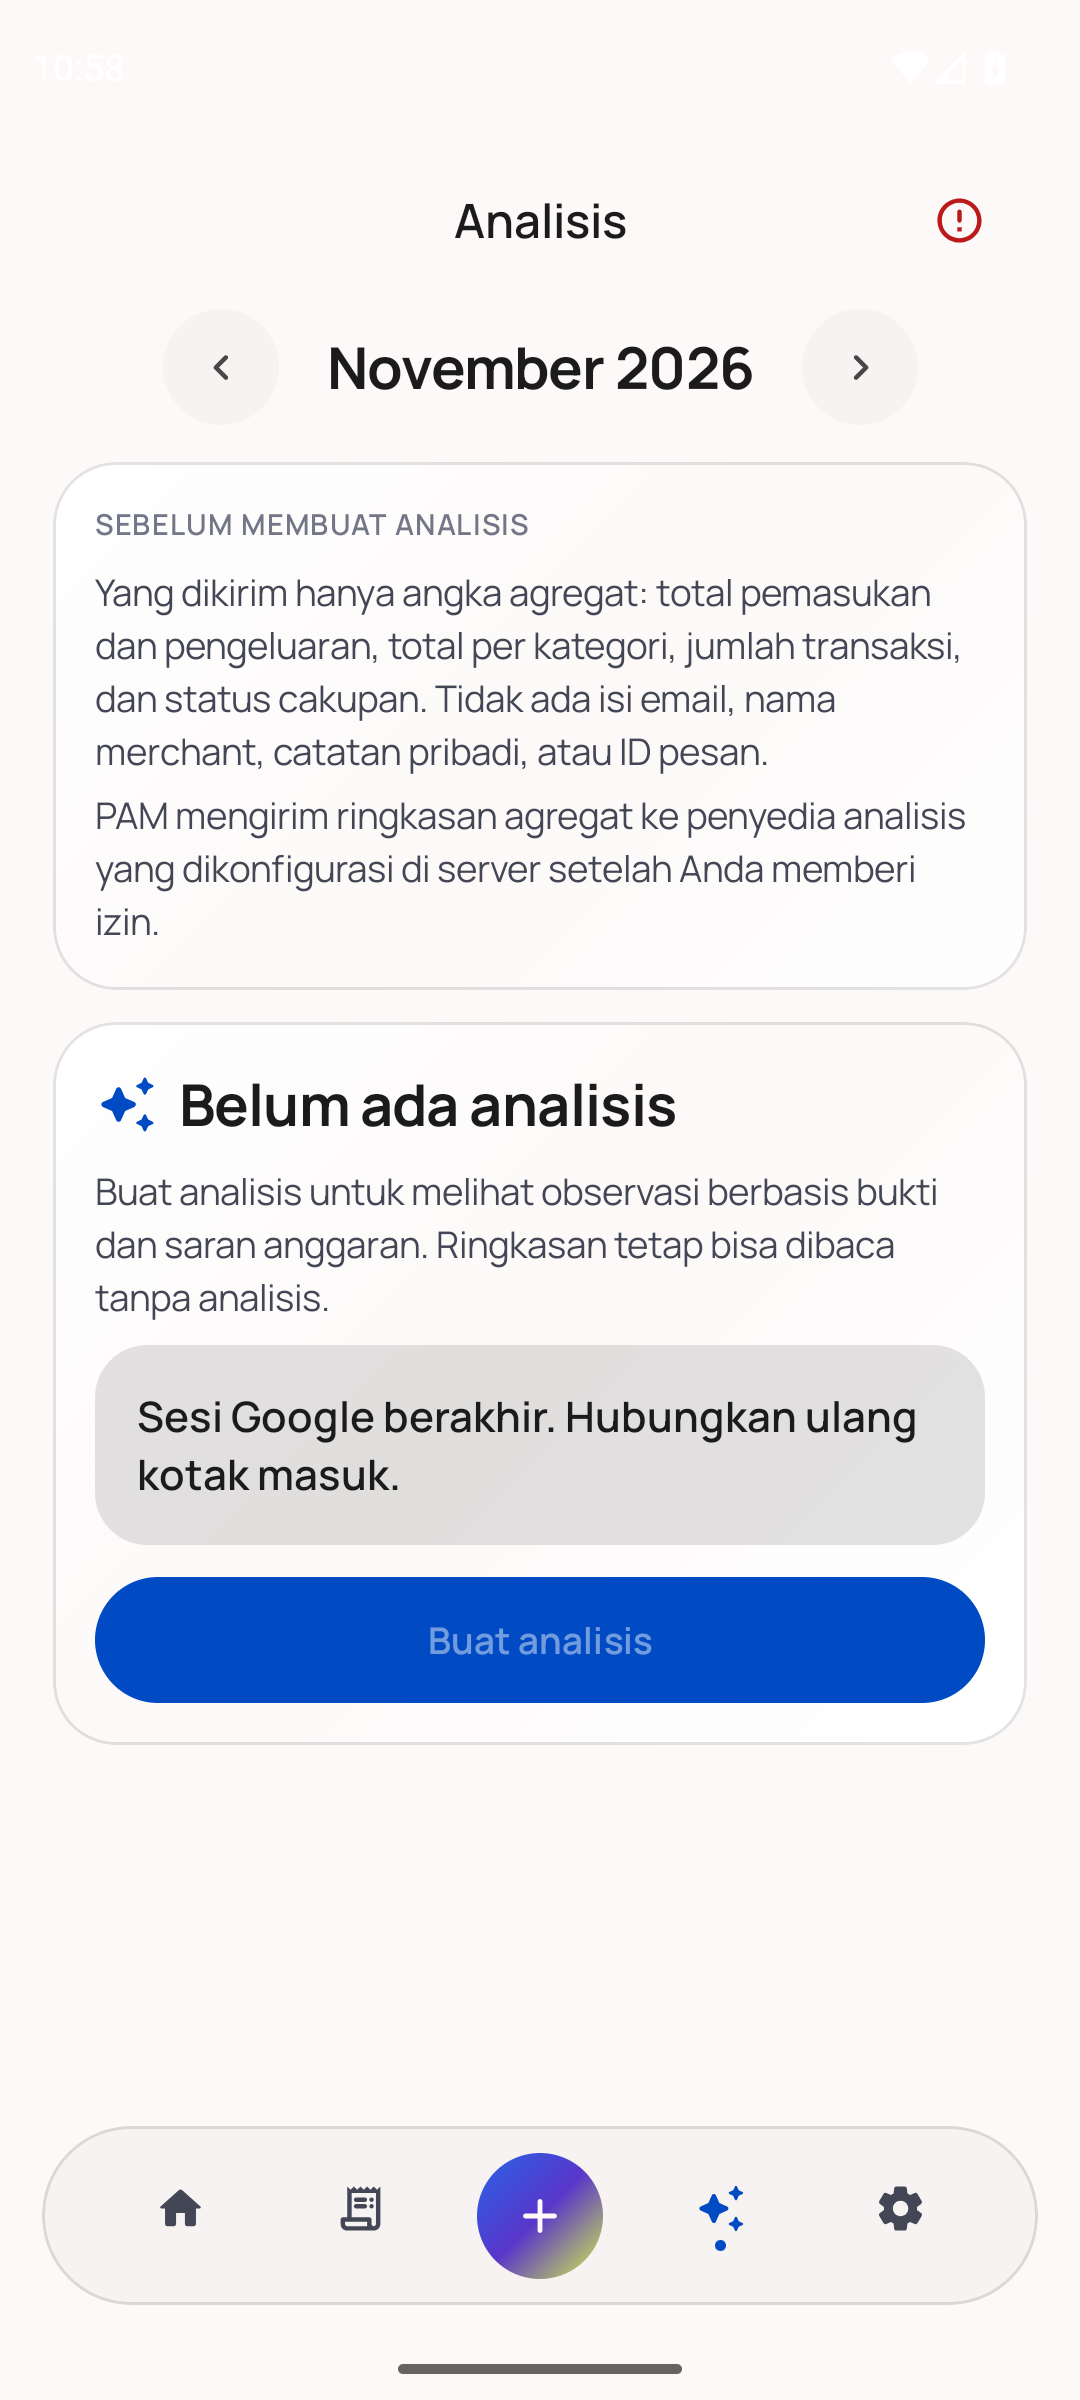 10:58
Analisis
November 2026
SEBELUM MEMBUAT ANALISIS
Yang dikirim hanya angka agregat: total pemasukan
dan pengeluaran, total per kategori, jumlah transaksi,
dan status cakupan. Tidak ada isi email, nama
merchant, catatan pribadi, atau ID pesan.
PAM mengirim ringkasan agregat ke penyedia analisis
yang dikonfigurasi di server setelah Anda memberi
izin.
Belum ada analisis
Buat analisis untuk melihat observasi berbasis bukti
dan saran anggaran. Ringkasan tetap bisa dibaca
tanpa analisis.
Sesi Google berakhir. Hubungkan ulang
kotak masuk.
Buat analisis